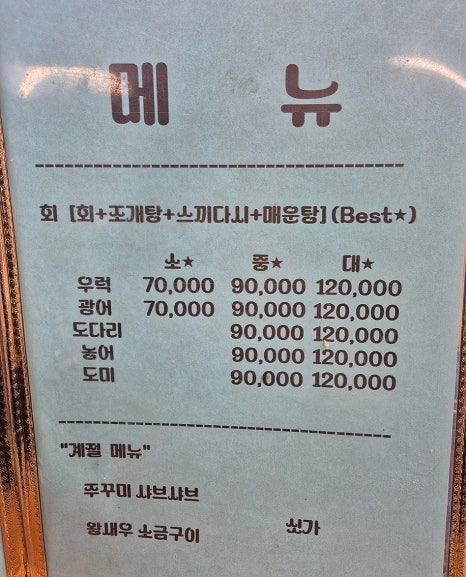 메 뉴
회 [회+조개탕+스끼다시+매운탕](Best★)
소★ 중★ 대★
우럭 70,000 90,000 120,000
광어 70,000 90,000 120,000
도다리 90,000 120,000
농어 90,000 120,000
도미 90,000 120,000
"계절 메뉴"
쭈꾸미 샤브샤브
왕새우 소금구이 싯가